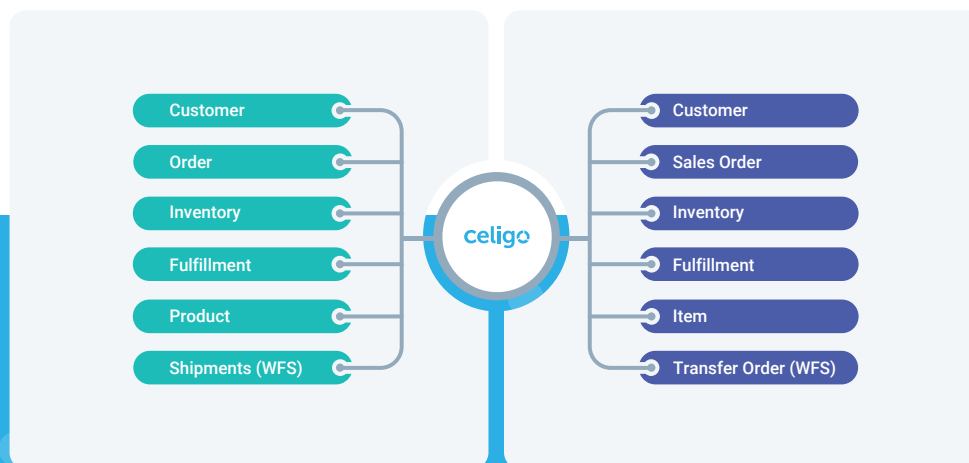 Customer
Order
Inventory
Fulfillment
Product
Shipments (WFS)
celigo
Customer
Sales Order
Inventory
Fulfillment
Item
Transfer Order (WFS)